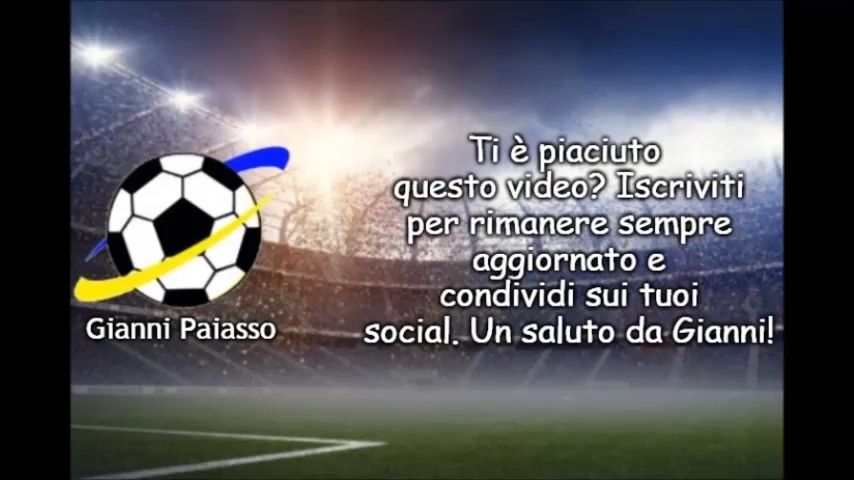 Ti è piaciuto
questo video? Iscriviti
per rimanere sempre
aggiornato e
condividi sui tuoi
social. Un saluto da Gianni!
Gianni Paiasso